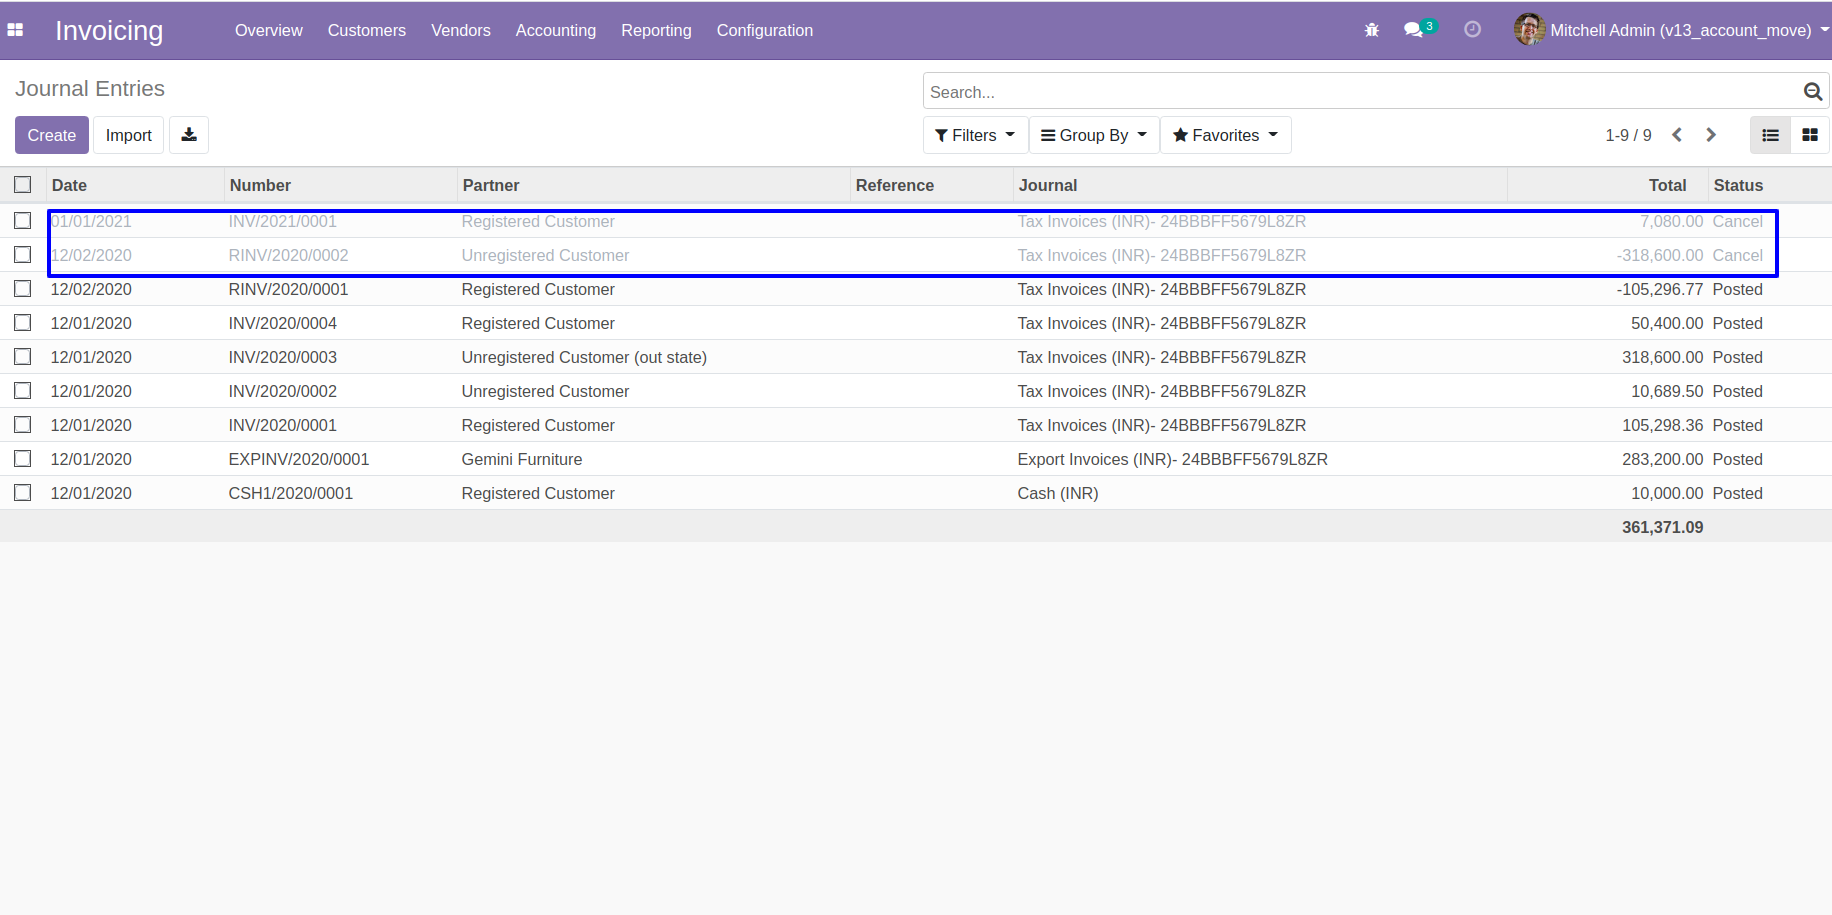 Invoicing Overview Customers Vendors Accounting Reporting Configuration 3 Mitchell Admin (v13_account_move)
Journal Entries
Search...
Create Import Filters Group By Favorites 1-9 / 9
Date Number Partner Reference Journal Total Status
01/01/2021 INV/2021/0001 Registered Customer Tax Invoices (INR)- 24BBBFF5679L8ZR 7,080.00 Cancel
12/02/2020 RINV/2020/0002 Unregistered Customer Tax Invoices (INR)- 24BBBFF5679L8ZR -318,600.00 Cancel
12/02/2020 RINV/2020/0001 Registered Customer Tax Invoices (INR)- 24BBBFF5679L8ZR -105,296.77 Posted
12/01/2020 INV/2020/0004 Registered Customer Tax Invoices (INR)- 24BBBFF5679L8ZR 50,400.00 Posted
12/01/2020 INV/2020/0003 Unregistered Customer (out state) Tax Invoices (INR)- 24BBBFF5679L8ZR 318,600.00 Posted
12/01/2020 INV/2020/0002 Unregistered Customer Tax Invoices (INR)- 24BBBFF5679L8ZR 10,689.50 Posted
12/01/2020 INV/2020/0001 Registered Customer Tax Invoices (INR)- 24BBBFF5679L8ZR 105,298.36 Posted
12/01/2020 EXPINV/2020/0001 Gemini Furniture Export Invoices (INR)- 24BBBFF5679L8ZR 283,200.00 Posted
12/01/2020 CSH1/2020/0001 Registered Customer Cash (INR) 10,000.00 Posted
361,371.09